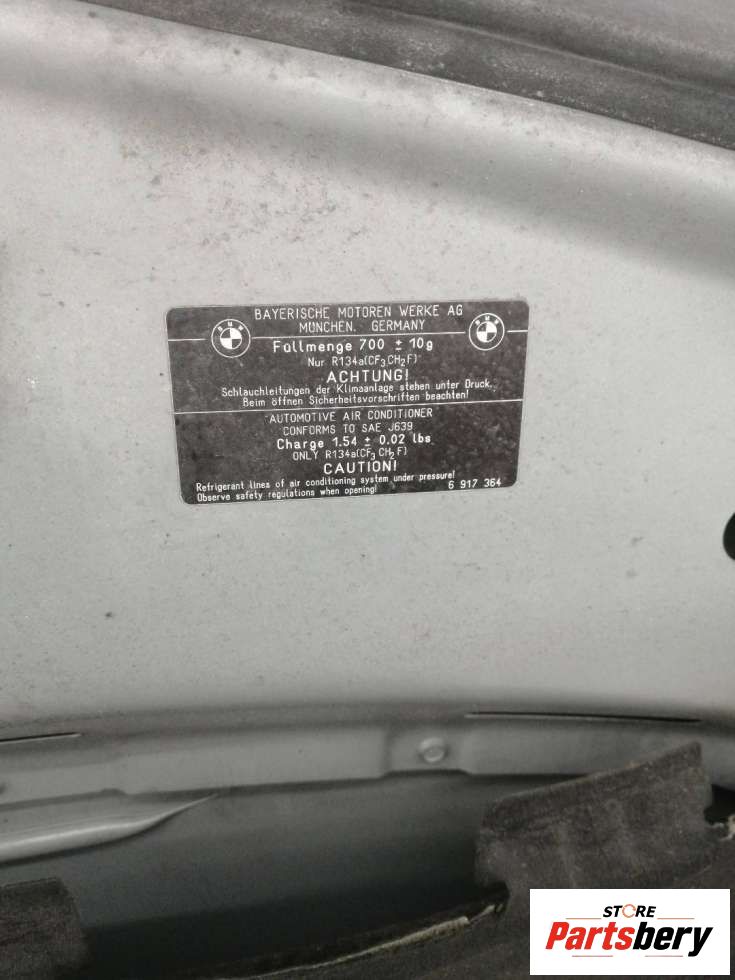 BAYERISCHE MOTOREN WERKE AG
MÜNCHEN, GERMANY
BMW
BMW
Füllmenge 700 ± 10g
Nur R134a(CF3CH2F)
ACHTUNG!
Schlauchleitungen der Klimaanlage stehen unter Druck.
Beim öffnen Sicherheitsvorschriften beachten!
AUTOMOTIVE AIR CONDITIONER
CONFORMS TO SAE J639
Charge 1.54 ± 0.02 lbs
ONLY R134a(CF3CH2F)
CAUTION!
Refrigerant lines of air conditioning system under pressure!
Observe safety regulations when opening!
6 917 364
STORE
Partsbery